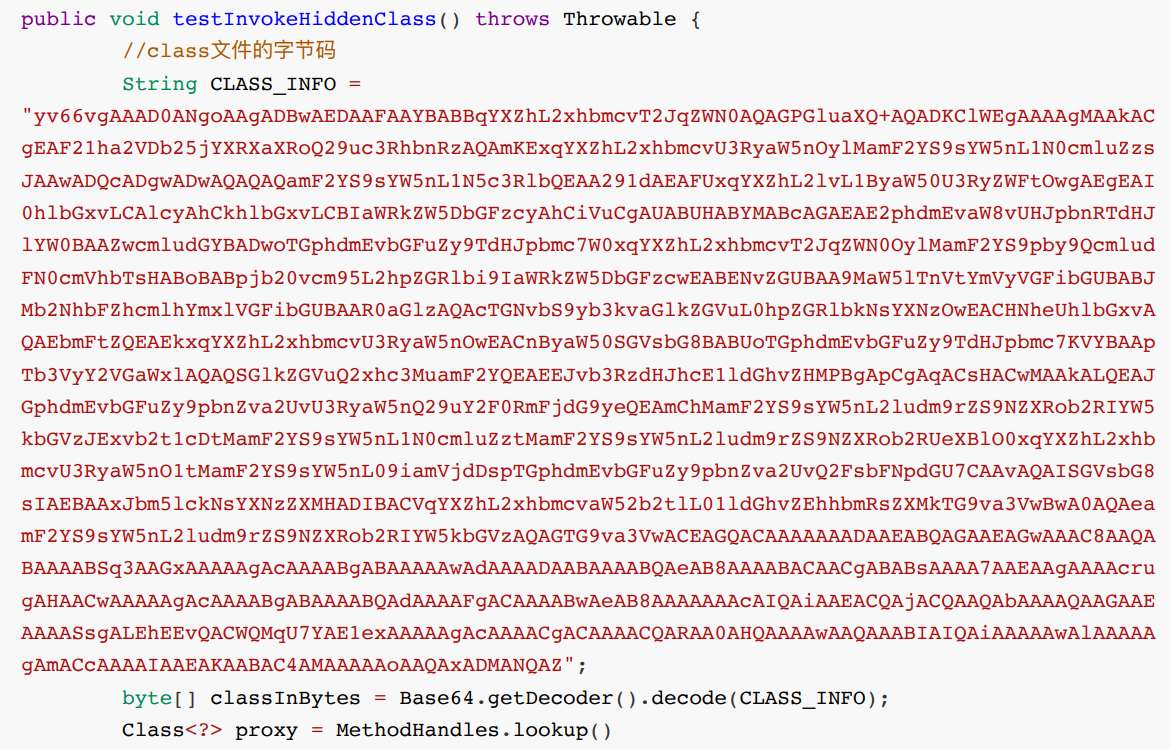 public void testInvokeHiddenClass() throws Throwable {
//class文件的字节码
String CLASS_INFO =
"yv66vgAAAD0ANgoAAgADBwAEDAAFAAYBABBqYXZhL2xhbmcvT2JqZWN0AQAGPGluaXQ+AQADKClWEgAAAAgMAAkAC
gEAF21ha2VDb25jYXRXaXRoQ29uc3RhbnRzAQAmKExqYXZhL2xhbmcvU3RyaW5nOylMamF2YS9sYW5nL1N0cmluZzs
JAAwADQcADgwADwAQAQAQamF2YS9sYW5nL1N5c3RlbQEAA291dAEAFUxqYXZhL2lvL1ByaW50U3RyZWFtOwgAEgEAI
0hlbGxvLCAlcyAhCkhlbGxvLCBIaWRkZW5DbGFzcyAhCiVuCgAUABUHABYMABcAGAEAE2phdmEvaW8vUHJpbnRTdHJ
lYW0BAAZwcmludGYBADwoTGphdmEvbGFuZy9TdHJpbmc7W0xqYXZhL2xhbmcvT2JqZWN0OylMamF2YS9pby9Qcmlud
FN0cmVhbTsHABoBABpjb20vcm95L2hpZGRlbi9IaWRkZW5DbGFzcwEABENvZGUBAA9MaW5lTnVtYmVyVGFibGUBABJ
Mb2NhbFZhcmlhYmxlVGFibGUBAAR0aGlzAQAcTGNvbS9yb3kvaGlkZGVuL0hpZGRlbkNsYXNzOwEACHNheUhlbGxvA
QAEbmFtZQEAEkxqYXZhL2xhbmcvU3RyaW5nOwEACnByaW50SGVsbG8BABUoTGphdmEvbGFuZy9TdHJpbmc7KVYBAAp
Tb3VyY2VGaWxlAQAQSGlkZGVuQ2xhc3MuamF2YQEAEEJvb3RzdHJhcE1ldGhvZHMPBgApCgAqACsHACwMAAkALQEAJ
GphdmEvbGFuZy9pbnZva2UvU3RyaW5nQ29uY2F0RmFjdG9yeQEAmChMamF2YS9sYW5nL2ludm9rZS9NZXRob2RIYW5
kbGVzJExvb2t1cDtMamF2YS9sYW5nL1N0cmluZztMamF2YS9sYW5nL2ludm9rZS9NZXRob2RUeXBlO0xqYXZhL2xhb
mcvU3RyaW5nO1tMamF2YS9sYW5nL09iamVjdDspTGphdmEvbGFuZy9pbnZva2UvQ2FsbFNpdGU7CAAvAQAISGVsbG8
sIAEBAAxJbm5lckNsYXNzZXMHADIBACVqYXZhL2xhbmcvaW52b2tlL01ldGhvZEhhbmRsZXMkTG9va3VwBwA0AQAea
mF2YS9sYW5nL2ludm9rZS9NZXRob2RIYW5kbGVzAQAGTG9va3VwACEAGQACAAAAAAADAAEABQAGAAEAGwAAAC8AAQA
BAAAABSq3AAGxAAAAAgAcAAAABgABAAAAAwAdAAAADAABAAAABQAeAB8AAAABACAACgABABsAAAA7AAEAAgAAAAcru
gAHAACwAAAAAgAcAAAABgABAAAABQAdAAAAFgACAAAABwAeAB8AAAAAAAcAIQAiAAEACQAjACQAAQAbAAAAQAAGAAE
AAAASsgALEhEEvQACWQMqU7YAE1exAAAAAgAcAAAACgACAAAACQARAA0AHQAAAAwAAQAAABIAIQAiAAAAAwAlAAAAA
gAmACcAAAAIAAEAKAABAC4AMAAAAAoAAQAxADMANQAZ";
byte[] classInBytes = Base64.getDecoder().decode(CLASS_INFO);
Class<?> proxy = MethodHandles.lookup()